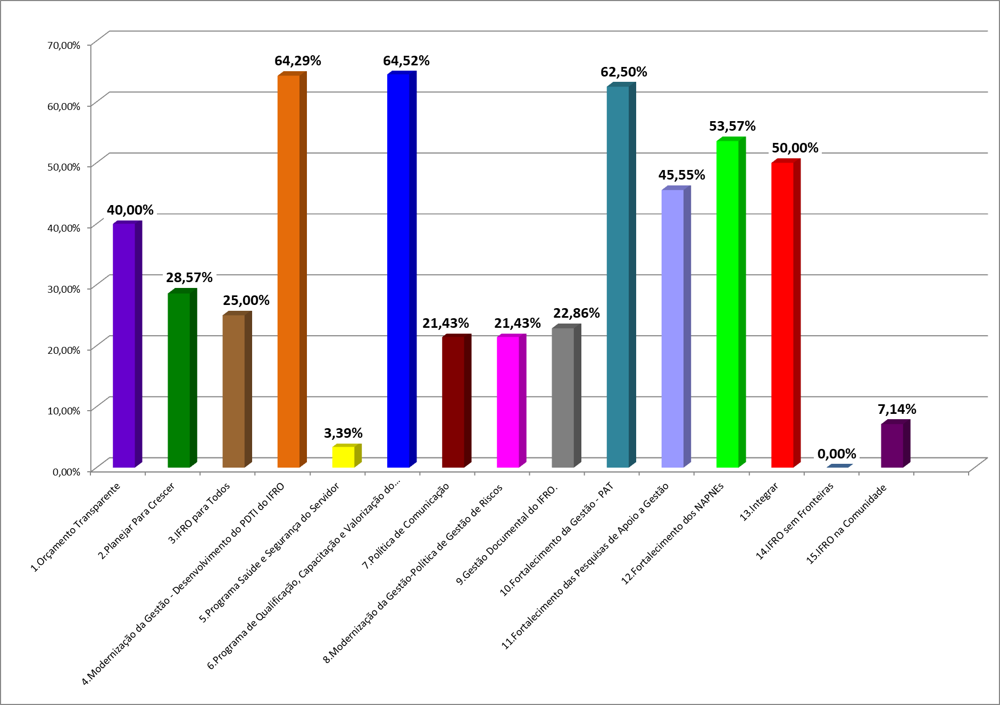 70,00%
60,00%
50,00%
40,00%
30,00%
20,00%
10,00%
0,00%
40,00%
28,57%
25,00%
64,29%
3,39%
64,52%
21,43%
21,43%
22,86%
62,50%
45,55%
53,57%
50,00%
0,00%
7,14%
1.Orçamento Transparente
2.Planejar Para Crescer
3.IFRO para Todos
4.Modernização da Gestão - Desenvolvimento do PDTI do IFRO
5.Programa Saúde e Segurança do Servidor
6.Programa de Qualificação, Capacitação e Valorização do...
7.Política de Comunicação
8.Modernização da Gestão-Política de Gestão de Riscos
9.Gestão Documental do IFRO.
10.Fortalecimento da Gestão - PAT
11.Fortalecimento das Pesquisas de Apoio a Gestão
12.Fortalecimento dos NAPNEs
13.Integrar
14.IFRO sem Fronteiras
15.IFRO na Comunidade